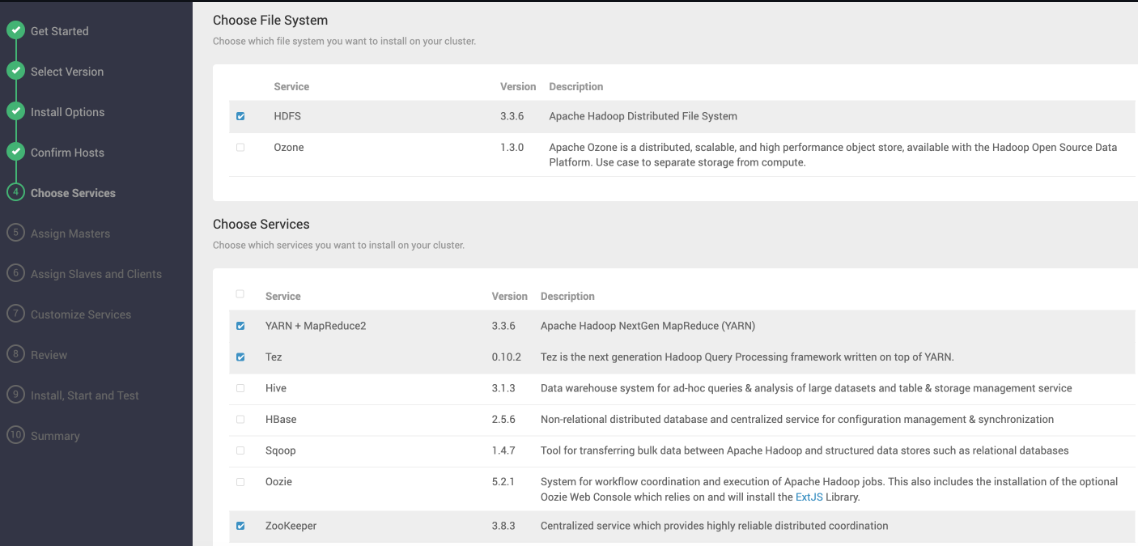 Get Started
Select Version
Install Options
Confirm Hosts
4 Choose Services
5 Assign Masters
6 Assign Slaves and Clients
7 Customize Services
8 Review
9 Install, Start and Test
10 Summary
Choose File System
Choose which file system you want to install on your cluster.
Service Version Description
HDFS 3.3.6 Apache Hadoop Distributed File System
Ozone 1.3.0 Apache Ozone is a distributed, scalable, and high performance object store, available with the Hadoop Open Source Data
Platform. Use case to separate storage from compute.
Choose Services
Choose which services you want to install on your cluster.
Service Version Description
YARN + MapReduce2 3.3.6 Apache Hadoop NextGen MapReduce (YARN)
Tez 0.10.2 Tez is the next generation Hadoop Query Processing framework written on top of YARN.
Hive 3.1.3 Data warehouse system for ad-hoc queries & analysis of large datasets and table & storage management service
HBase 2.5.6 Non-relational distributed database and centralized service for configuration management & synchronization
Sqoop 1.4.7 Tool for transferring bulk data between Apache Hadoop and structured data stores such as relational databases
Oozie 5.2.1 System for workflow coordination and execution of Apache Hadoop jobs. This also includes the installation of the optional
Oozie Web Console which relies on and will install the ExtJS Library.
ZooKeeper 3.8.3 Centralized service which provides highly reliable distributed coordination